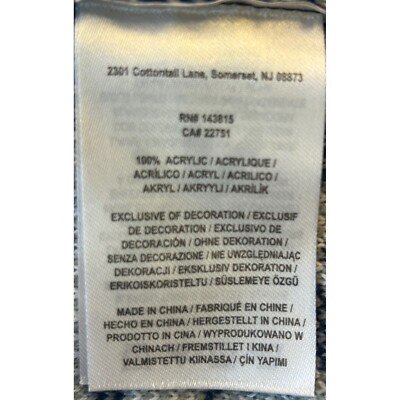 2301 Cottontail Lane, Somerset, NJ 08873
RN# 143815
CA# 22751
100% ACRYLIC / ACRYLIQUE /
ACRÍLICO / ACRYL / ACRILICO /
AKRYL / AKRYYLI / AKRİLİK
EXCLUSIVE OF DECORATION / EXCLUSIF
DE DECORATION / EXCLUSIVO DE
DECORACIÓN / OHNE DEKORATION /
SENZA DECORAZIONE / NIE UWZGLĘDNIAJĄC
DEKORACJI / EKSKLUSIV DEKORATION /
ERIKOISKORISTELTU / SÜSLEMEYE ÖZGÜ
MADE IN CHINA / FABRIQUÉ EN CHINE /
HECHO EN CHINA / HERGESTELLT IN CHINA /
PRODOTTO IN CINA / WYPRODUKOWANO W
CHINACH / FREMSTILLET I KINA /
VALMISTETTU KIINASSA / ÇİN YAPIMI